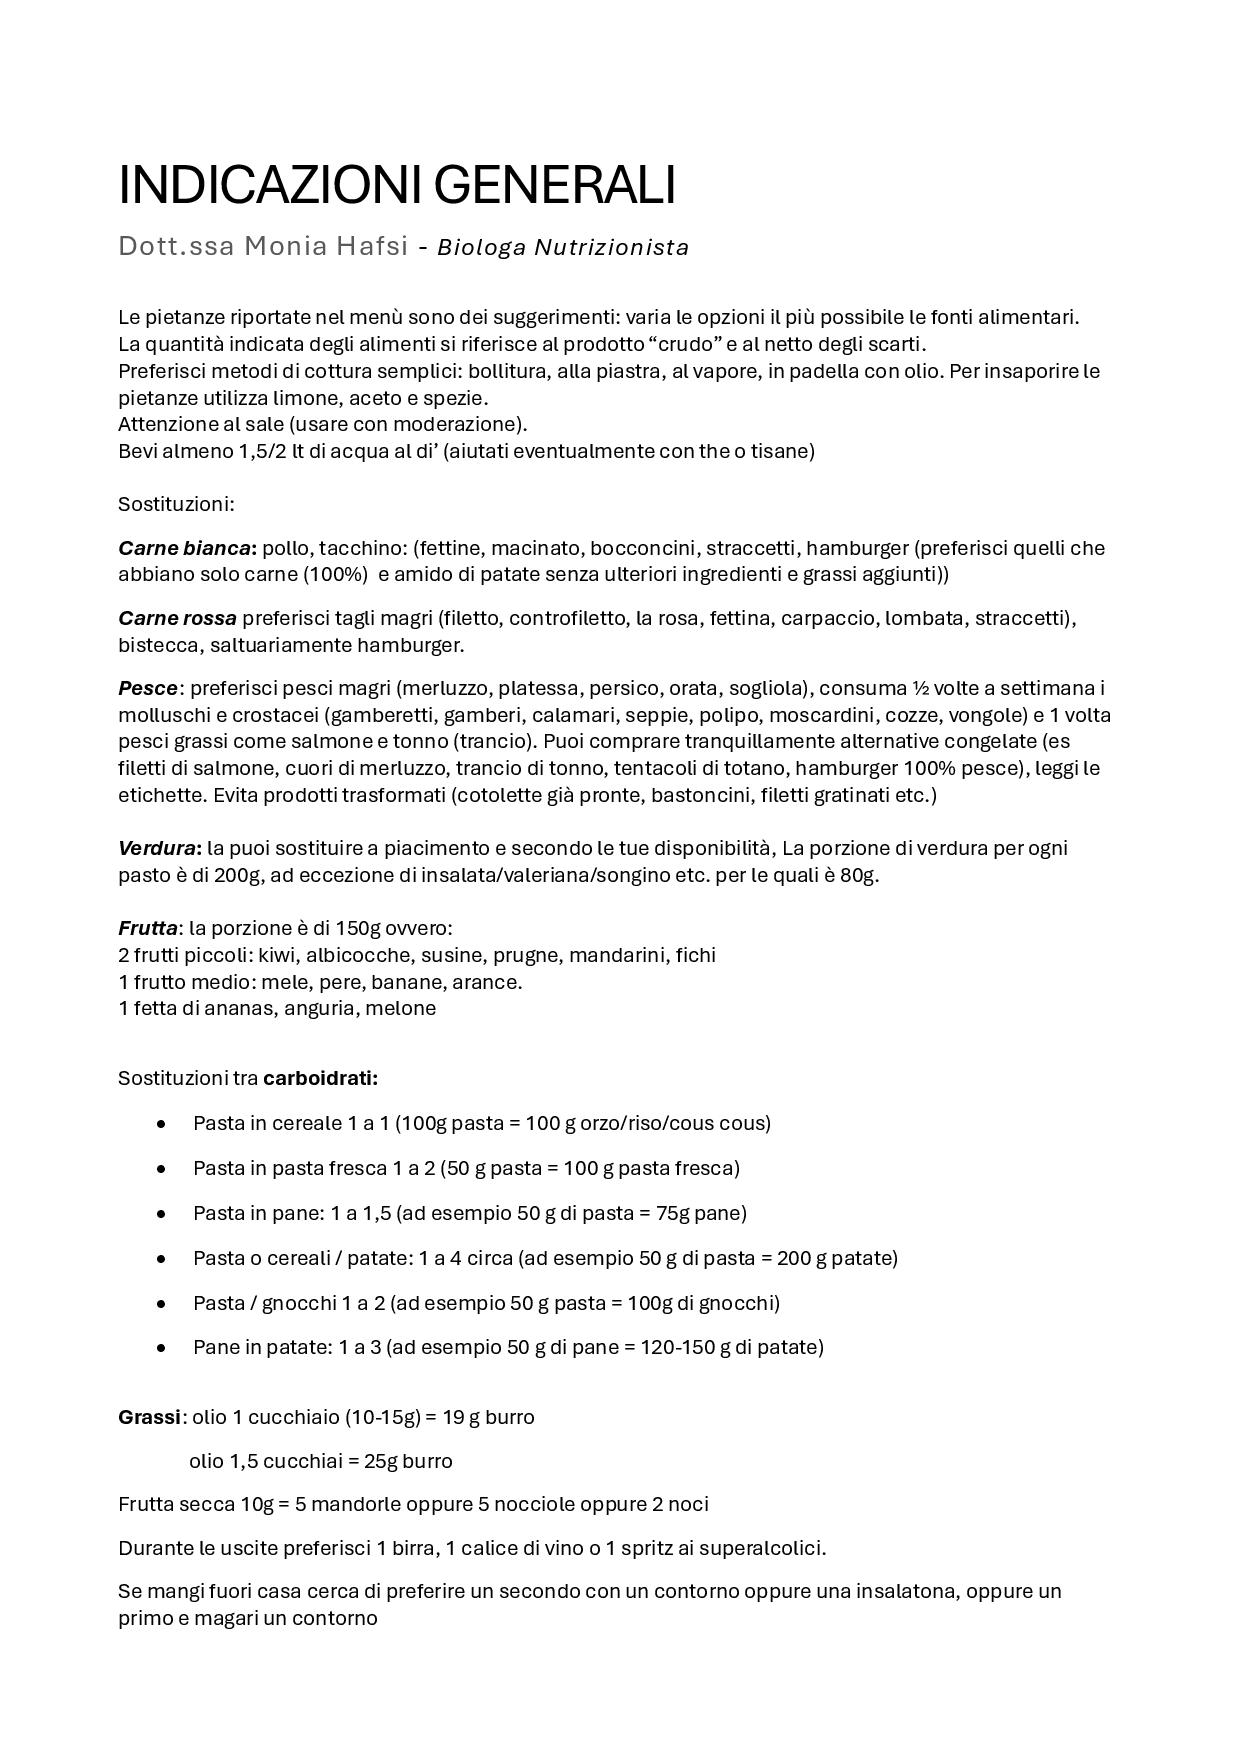 INDICAZIONI GENERALI
Dott.ssa Monia Hafsi - Biologa Nutrizionista
Le pietanze riportate nel menù sono dei suggerimenti: varia le opzioni il più possibile le fonti alimentari.
La quantità indicata degli alimenti si riferisce al prodotto “crudo” e al netto degli scarti.
Preferisci metodi di cottura semplici: bollitura, alla piastra, al vapore, in padella con olio. Per insaporire le
pietanze utilizza limone, aceto e spezie.
Attenzione al sale (usare con moderazione).
Bevi almeno 1,5/2 lt di acqua al di’ (aiutati eventualmente con the o tisane)
Sostituzioni:
Carne bianca: pollo, tacchino: (fettine, macinato, bocconcini, straccetti, hamburger (preferisci quelli che
abbiano solo carne (100%)  e amido di patate senza ulteriori ingredienti e grassi aggiunti))
Carne rossa preferisci tagli magri (filetto, controfiletto, la rosa, fettina, carpaccio, lombata, straccetti),
bistecca, saltuariamente hamburger.
Pesce: preferisci pesci magri (merluzzo, platessa, persico, orata, sogliola), consuma ½ volte a settimana i
molluschi e crostacei (gamberetti, gamberi, calamari, seppie, polipo, moscardini, cozze, vongole) e 1 volta
pesci grassi come salmone e tonno (trancio). Puoi comprare tranquillamente alternative congelate (es
filetti di salmone, cuori di merluzzo, trancio di tonno, tentacoli di totano, hamburger 100% pesce), leggi le
etichette. Evita prodotti trasformati (cotolette già pronte, bastoncini, filetti gratinati etc.)
Verdura: la puoi sostituire a piacimento e secondo le tue disponibilità, La porzione di verdura per ogni
pasto è di 200g, ad eccezione di insalata/valeriana/songino etc. per le quali è 80g.
Frutta: la porzione è di 150g ovvero:
2 frutti piccoli: kiwi, albicocche, susine, prugne, mandarini, fichi
1 frutto medio: mele, pere, banane, arance.
1 fetta di ananas, anguria, melone
Sostituzioni tra carboidrati:
• Pasta in cereale 1 a 1 (100g pasta = 100 g orzo/riso/cous cous)
• Pasta in pasta fresca 1 a 2 (50 g pasta = 100 g pasta fresca)
• Pasta in pane: 1 a 1,5 (ad esempio 50 g di pasta = 75g pane)
• Pasta o cereali / patate: 1 a 4 circa (ad esempio 50 g di pasta = 200 g patate)
• Pasta / gnocchi 1 a 2 (ad esempio 50 g pasta = 100g di gnocchi)
• Pane in patate: 1 a 3 (ad esempio 50 g di pane = 120-150 g di patate)
Grassi: olio 1 cucchiaio (10-15g) = 19 g burro
olio 1,5 cucchiai = 25g burro
Frutta secca 10g = 5 mandorle oppure 5 nocciole oppure 2 noci
Durante le uscite preferisci 1 birra, 1 calice di vino o 1 spritz ai superalcolici.
Se mangi fuori casa cerca di preferire un secondo con un contorno oppure una insalatona, oppure un
primo e magari un contorno